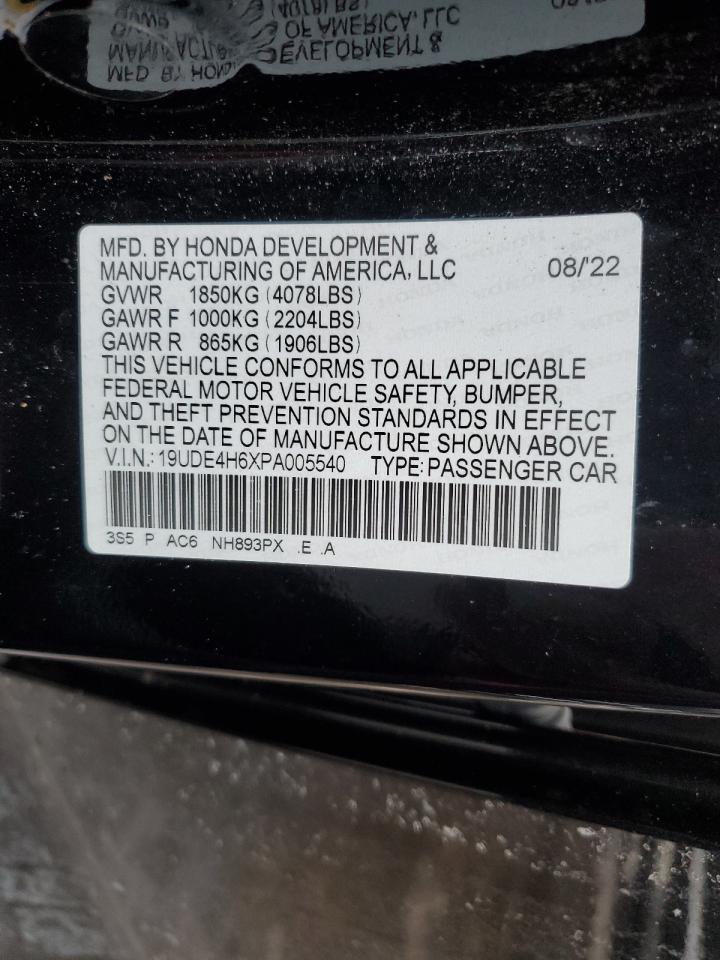 MFD. BY HONDA DEVELOPMENT &
MANUFACTURING OF AMERICA, LLC 08/'22
GVWR 1850KG (4078LBS)
GAWR F 1000KG (2204LBS)
GAWR R 865KG (1906LBS)
THIS VEHICLE CONFORMS TO ALL APPLICABLE
FEDERAL MOTOR VEHICLE SAFETY, BUMPER,
AND THEFT PREVENTION STANDARDS IN EFFECT
ON THE DATE OF MANUFACTURE SHOWN ABOVE.
V.I.N.: 19UDE4H6XPA005540 TYPE: PASSENGER CAR
3S5 P AC6 NH893PX .E .A